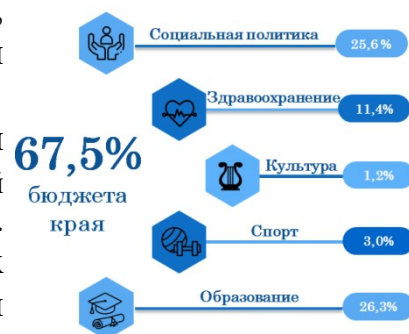 Социальная политика
25,6%
Здравоохранение
11,4%
67,5%
бюджета
края
Культура
1,2%
Спорт
3,0%
Образование
26,3%